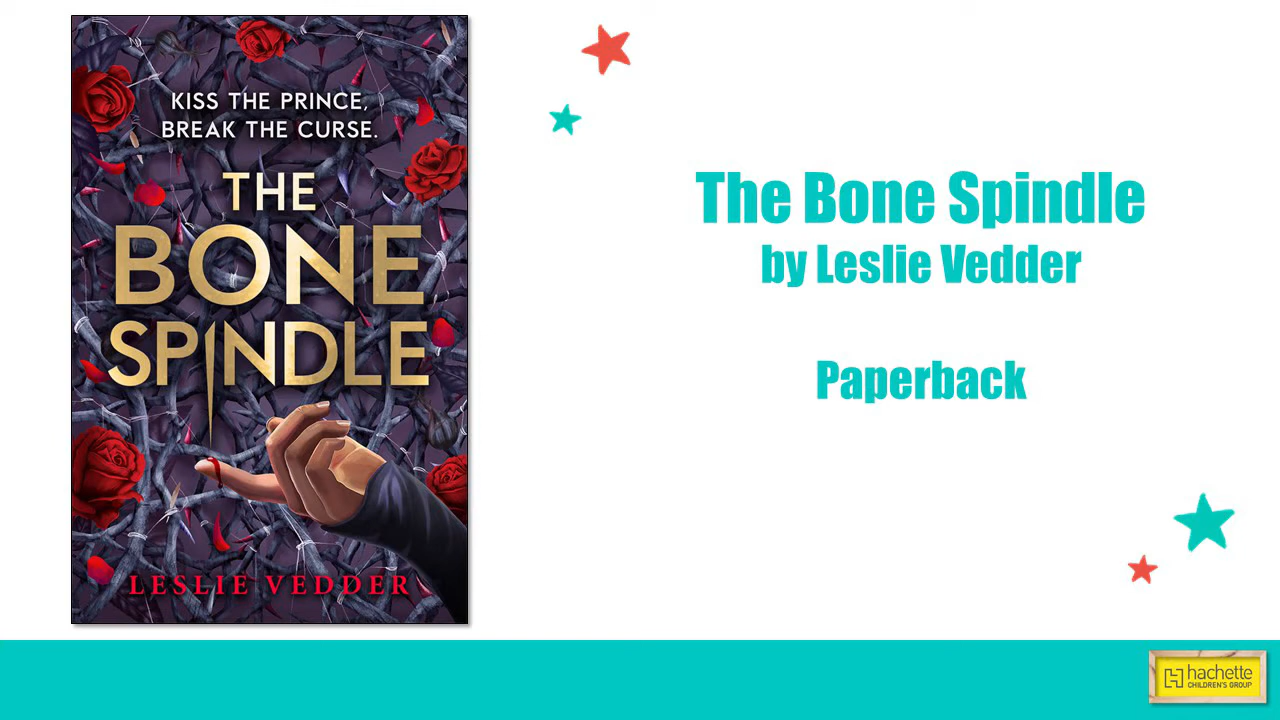 KISS THE PRINCE,
BREAK THE CURSE.
THE
BONE
SPINDLE
LESLIE VEDDER
The Bone Spindle
by Leslie Vedder
Paperback
hachette
CHILDREN'S GROUP